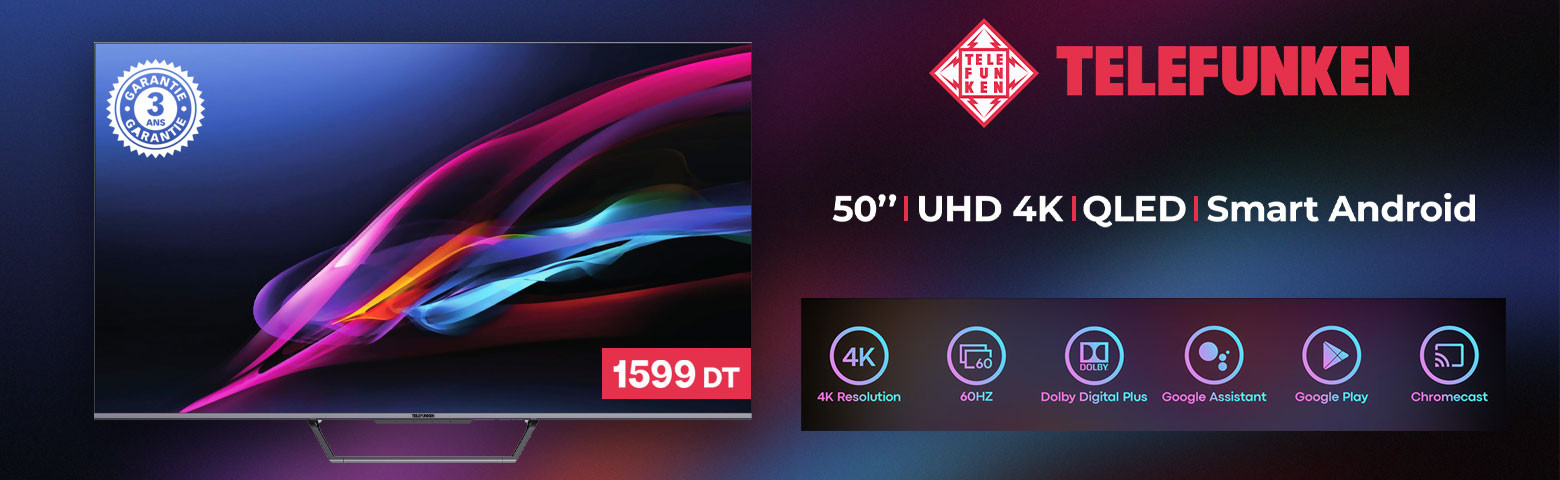 GARANTIE
3
ANS
GARANTIE
1599 DT
TELEFUNKEN
TELE
FUN
KEN
TELEFUNKEN
50’’ | UHD 4K | QLED | Smart Android
4K
60
DOLBY
4K Resolution
60HZ
Dolby Digital Plus
Google Assistant
Google Play
Chromecast